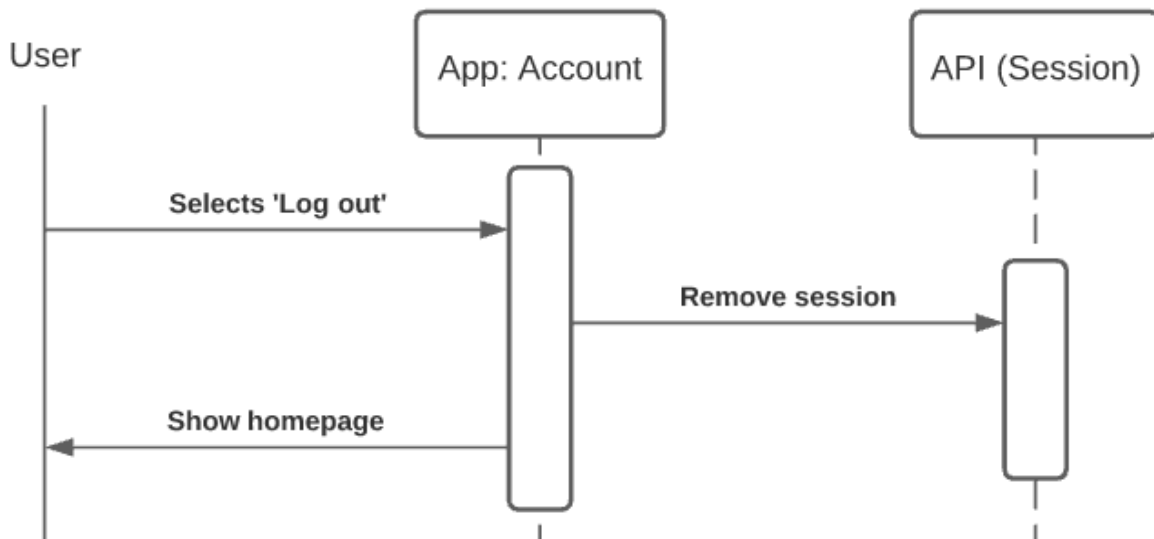 User
App: Account
API (Session)
Selects 'Log out'
Remove session
Show homepage